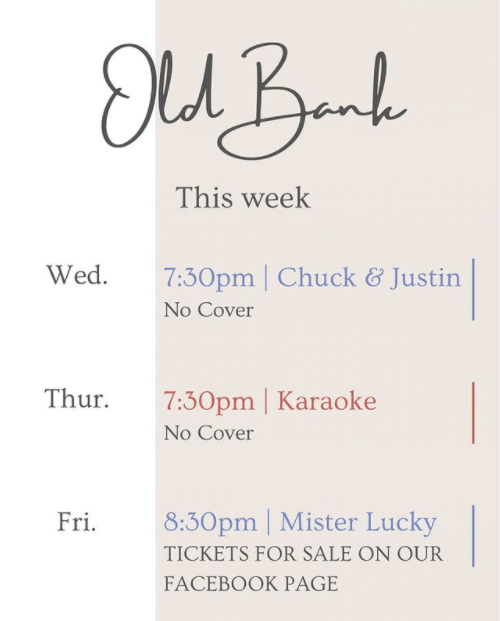 Old Bank
This week
Wed.
7:30pm | Chuck & Justin
No Cover
Thur.
7:30pm | Karaoke
No Cover
Fri.
8:30pm | Mister Lucky
TICKETS FOR SALE ON OUR
FACEBOOK PAGE